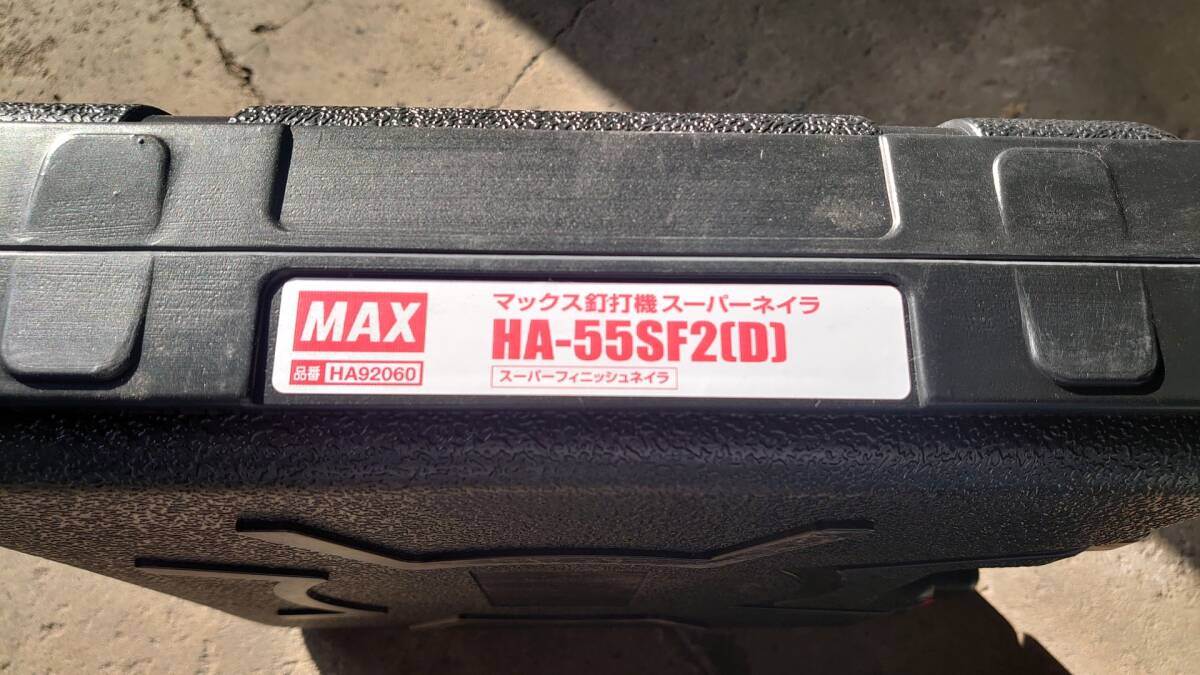 MAX
品番 HA92060
マックス釘打機 スーパーネイラ
HA-55SF2(D)
スーパーフィニッシュネイラ